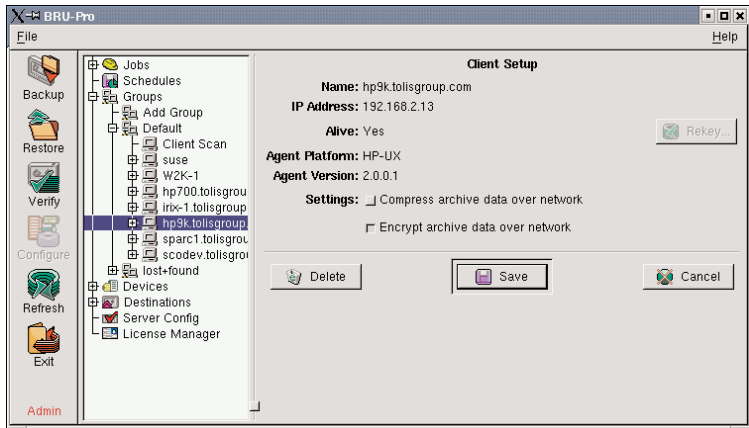 BRU-Pro
File
Help
Backup
Restore
Verify
Configure
Refresh
Exit
Admin
Jobs
Schedules
Groups
Add Group
Default
Client Scan
suse
W2K-1
hp700.tolisgrou
irix-1.tolisgroup
hp9k.tolisgroup.
sparc1.tolisgrou
scodev.tolisgrou
lost+found
Devices
Destinations
Server Config
License Manager
Client Setup
Name: hp9k.tolisgroup.com
IP Address: 192.168.2.13
Alive: Yes
Rekey...
Agent Platform: HP-UX
Agent Version: 2.0.0.1
Settings: Compress archive data over network
Encrypt archive data over network
Delete
Save
Cancel